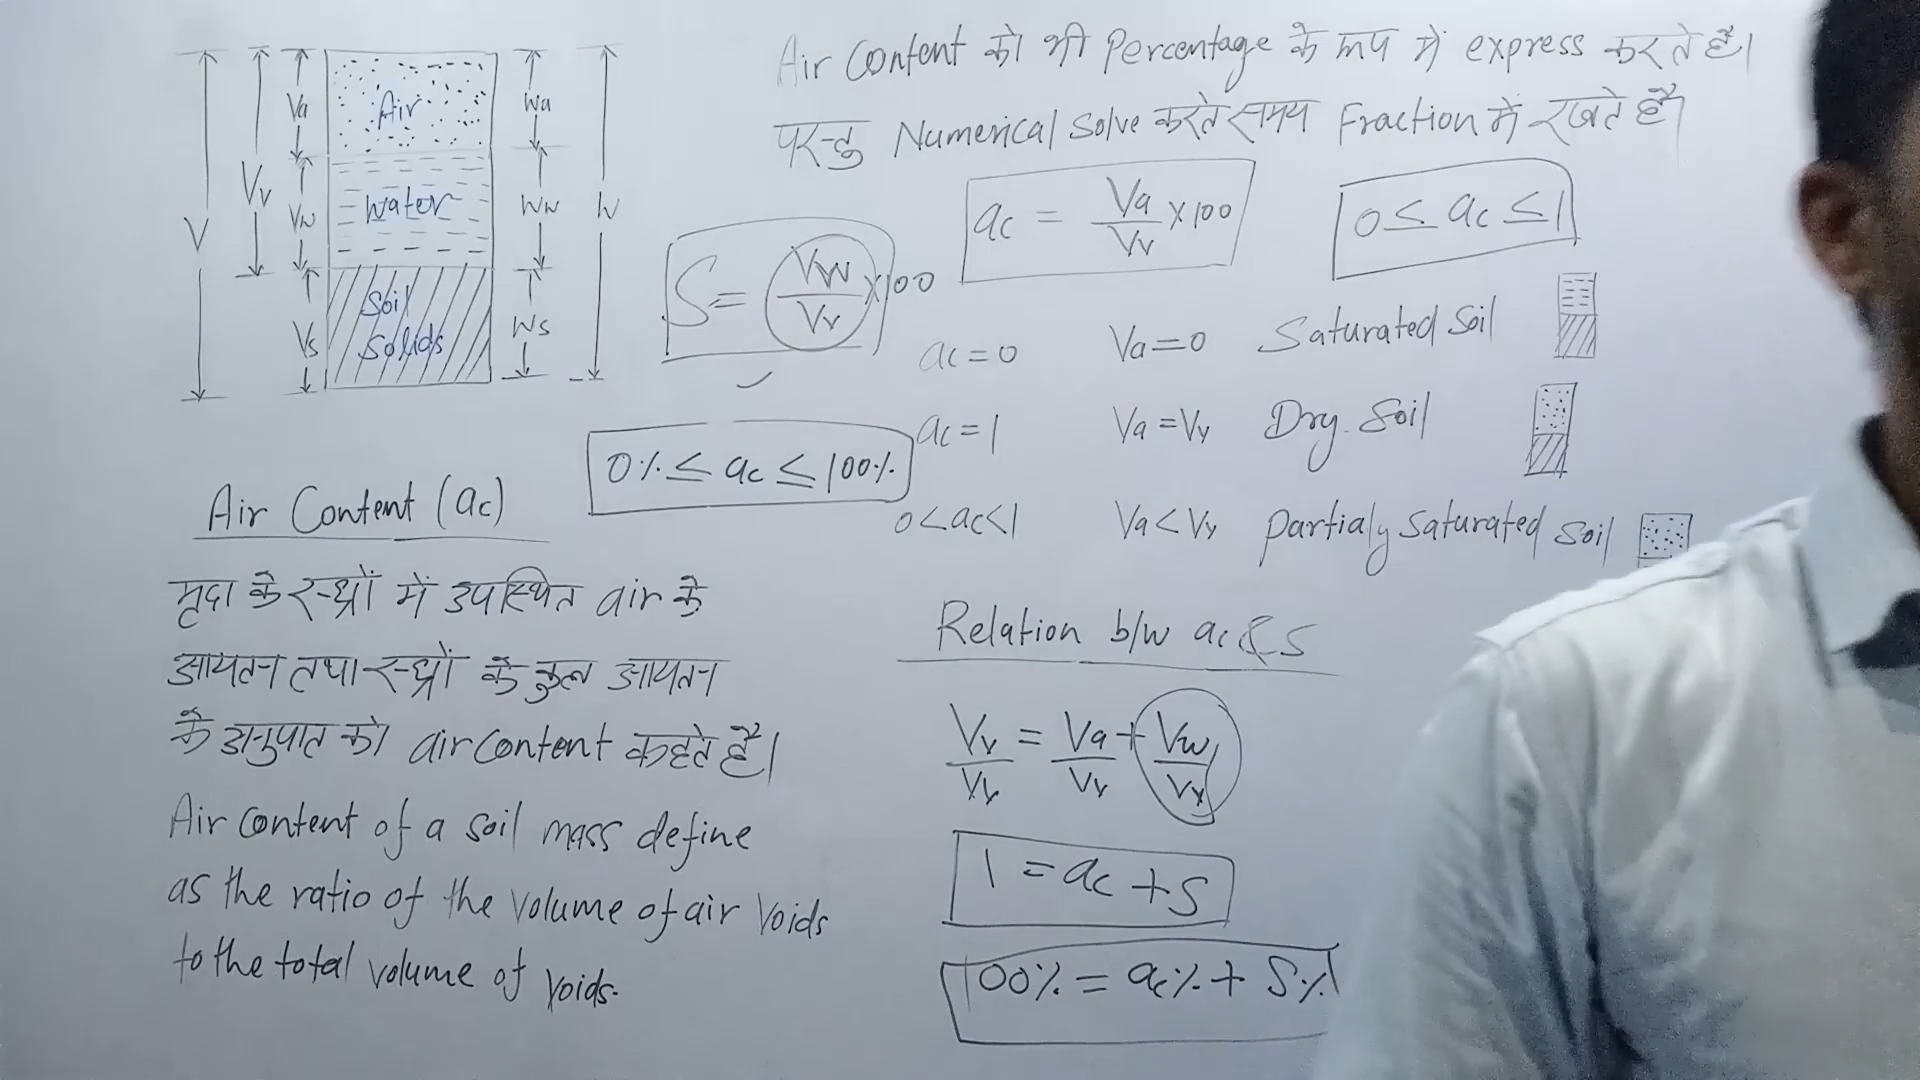 Air Content को भी Percentage के रूप में express करते हैं।
परन्तु Numerical Solve करते समय Fraction में रखते हैं।
V
Vv
Va
Vw
Vs
Air
Water
Soil
Solids
Wa
Ww
Ws
W
S = Vw/Vv ×100
ac = Va/Vv ×100
0 ≤ ac ≤ 1
ac = 0 Va = 0 Saturated Soil
ac = 1 Va = Vv Dry Soil
0 < ac < 1 Va < Vv Partialy Saturated Soil
0% ≤ ac ≤ 100%
Air Content (ac)
मृदा के रन्ध्रों में उपस्थित air के
आयतन तथा रन्ध्रों के कुल आयतन
के अनुपात को air content कहते हैं।
Air Content of a soil mass define
as the ratio of the volume of air voids
to the total volume of voids.
Relation b/w ac & S
Vv/Vv = Va/Vv + Vw/Vv
1 = ac + S
100% = ac% + S%